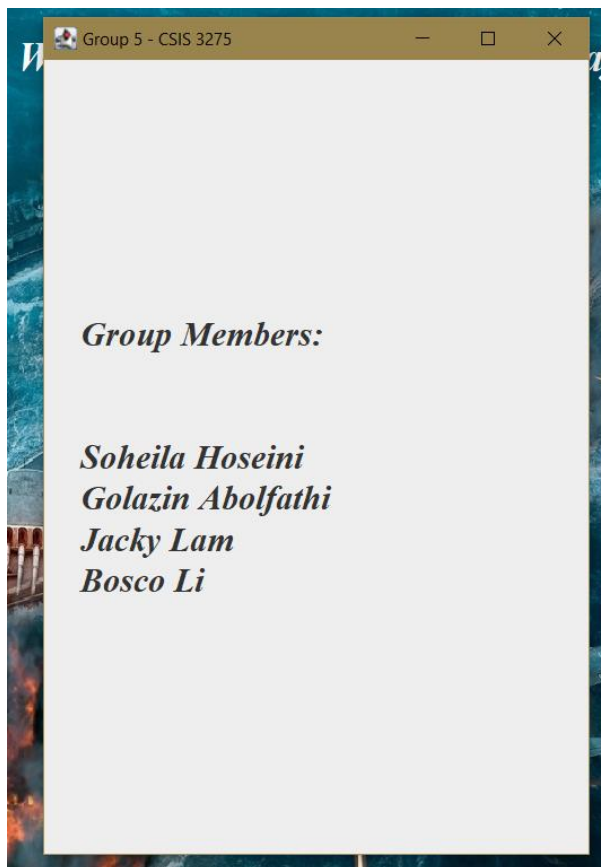 Group 5 - CSIS 3275
Group Members:
Soheila Hoseini
Golazin Abolfathi
Jacky Lam
Bosco Li